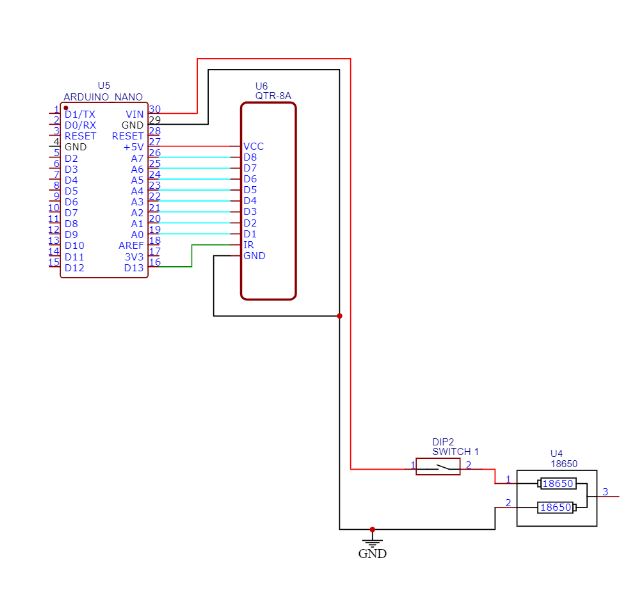 U5
ARDUINO NANO
1 D1/TX VIN 30
2 D0/RX GND 29
3 RESET RESET 28
4 GND +5V 27
5 D2 A7 26
6 D3 A6 25
7 D4 A5 24
8 D5 A4 23
9 D6 A3 22
10 D7 A2 21
11 D8 A1 20
12 D9 A0 19
13 D10 AREF 18
14 D11 3V3 17
15 D12 D13 16
U6
QTR-8A
VCC
D8
D7
D6
D5
D4
D3
D2
D1
IR
GND
DIP2
SWITCH 1
1 2
U4
18650
1 18650
2 18650
3
GND